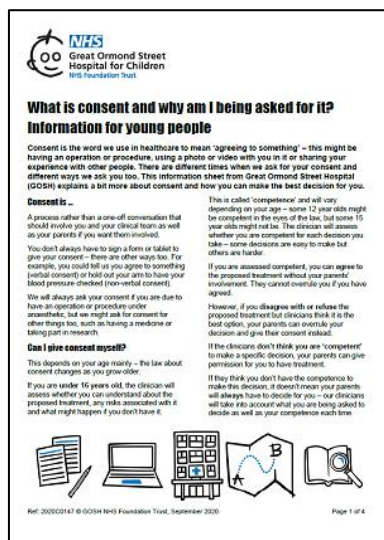 NHS
Great Ormond Street
Hospital for Children
NHS Foundation Trust
What is consent and why am I being asked for it?
Information for young people
Consent is the word we use in healthcare to mean ‘agreeing to something’ – this might be
having an operation or procedure, using a photo or video with you in it or sharing your
experience with other people. There are different times when we ask for your consent and
different ways we ask you too. This information sheet from Great Ormond Street Hospital
(GOSH) explains a bit more about consent and how you can make the best decision for you.
Consent is ...
A process rather than a one-off conversation that
should involve you and your clinical team as well
as your parents if you want them involved.
You don’t always have to sign a form or tablet to
give your consent – there are other ways too. For
example, you could tell us you agree to something
(verbal consent) or hold out your arm to have your
blood pressure checked (non-verbal consent).
We will always ask your consent if you are due to
have an operation or procedure under
anaesthetic, but we might ask for consent for
other things too, such as having a medicine or
taking part in research.
Can I give consent myself?
This depends on your age mainly – the law about
consent changes as you grow older.
If you are under 16 years old, the clinician will
assess whether you can understand about the
proposed treatment, any risks associated with it
and what might happen if you don’t have it.
This is called ‘competence’ and will vary
depending on your age – some 12 year olds might
be competent in the eyes of the law, but some 15
year olds might not be. The clinician will assess
whether you are competent for each decision you
take – some decisions are easy to make but
others are harder.
If you are assessed competent, you can agree to
the proposed treatment without your parents’
involvement. They cannot overrule you if you have
agreed.
However, if you disagree with or refuse the
proposed treatment but clinicians think it is the
best option, your parents can overrule your
decision and give their consent instead.
If the clinicians don’t think you are ‘competent’
to make a specific decision, your parents can give
permission for you to have treatment.
If they think you don’t have the competence to
make this decision, it doesn’t mean your parents
will always have to decide for you – our clinicians
will take into account what you are being asked to
decide as well as your competence each time.
A
B
Ref: 2020C0147 © GOSH NHS Foundation Trust, September 2020
Page 1 of 4